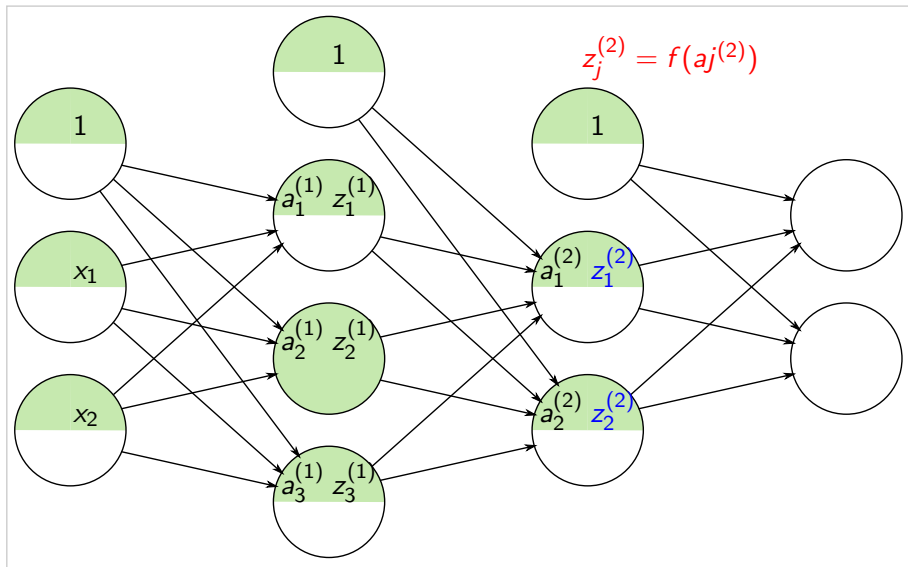 z_j^{(2)} = f(aj^{(2)})
1
1
1
a_1^{(1)} z_1^{(1)}
x_1
a_1^{(2)} z_1^{(2)}
a_2^{(1)} z_2^{(1)}
x_2
a_2^{(2)} z_2^{(2)}
a_3^{(1)} z_3^{(1)}